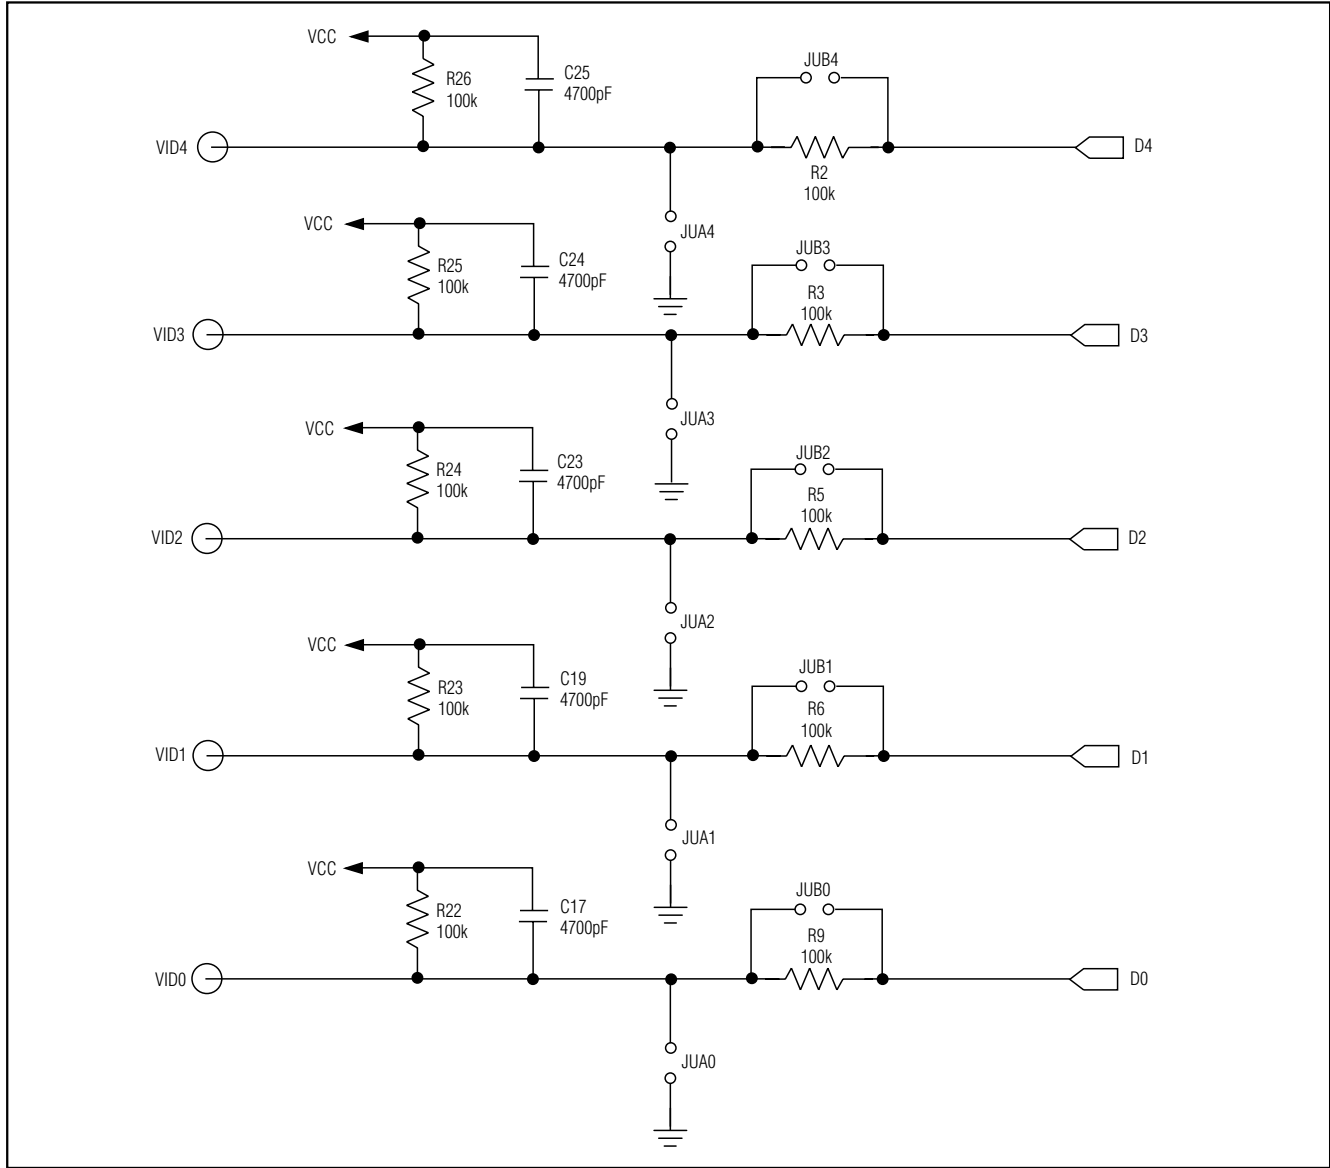 VCC
R26
100k
C25
4700pF
JUB4
VID4
R2
100k
D4
VCC
R25
100k
C24
4700pF
JUA4
JUB3
R3
100k
VID3
D3
VCC
R24
100k
C23
4700pF
JUA3
JUB2
R5
100k
VID2
D2
VCC
R23
100k
C19
4700pF
JUA2
JUB1
R6
100k
VID1
D1
VCC
R22
100k
C17
4700pF
JUA1
JUB0
R9
100k
VID0
D0
JUA0